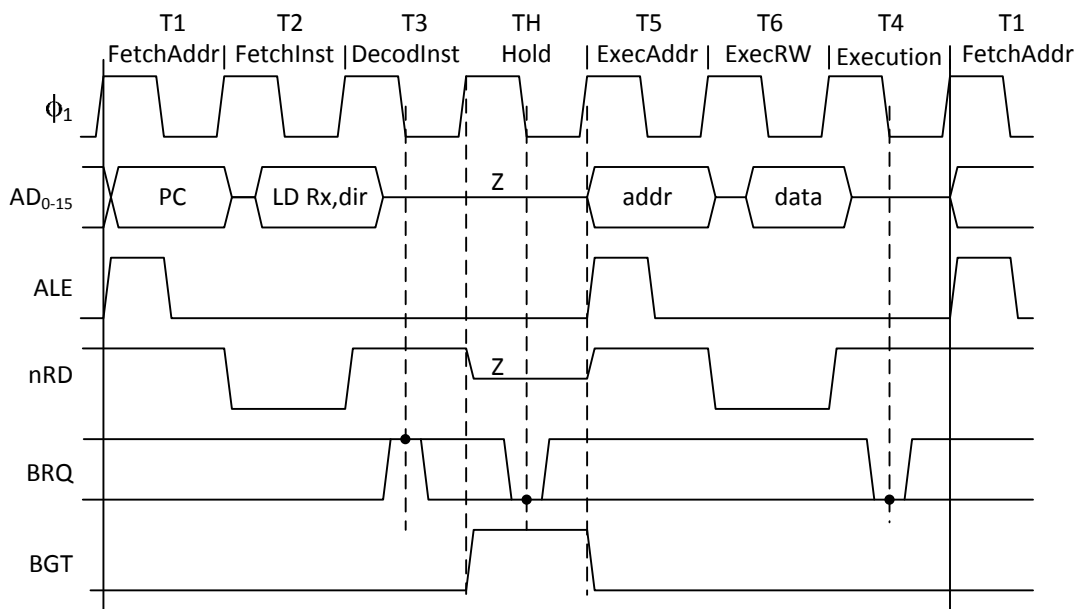 T1 T2 T3 TH T5 T6 T4 T1
FetchAddr FetchInst DecodInst Hold ExecAddr ExecRW Execution FetchAddr
ϕ1
AD0-15 PC LD Rx,dir Z addr data
ALE
nRD Z
BRQ
BGT